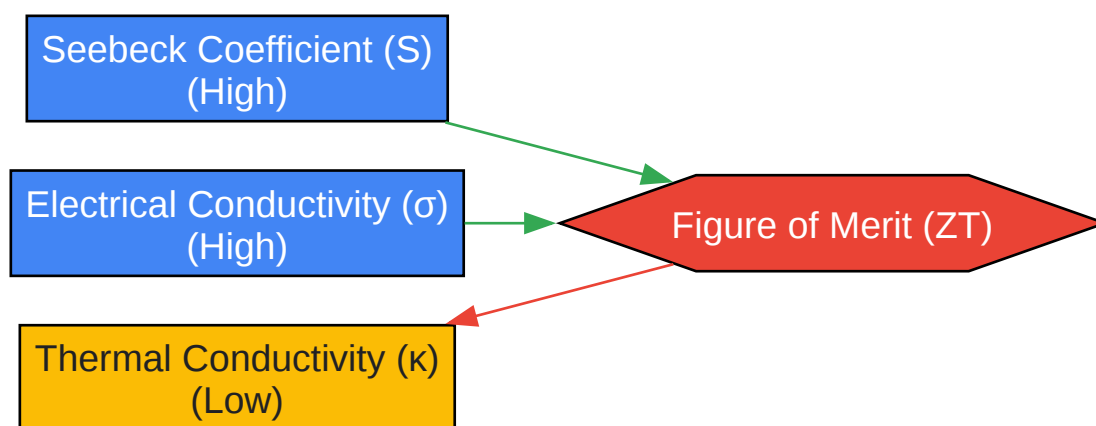 Seebeck Coefficient (S)
(High)
Electrical Conductivity (σ)
(High)
Figure of Merit (ZT)
Thermal Conductivity (κ)
(Low)